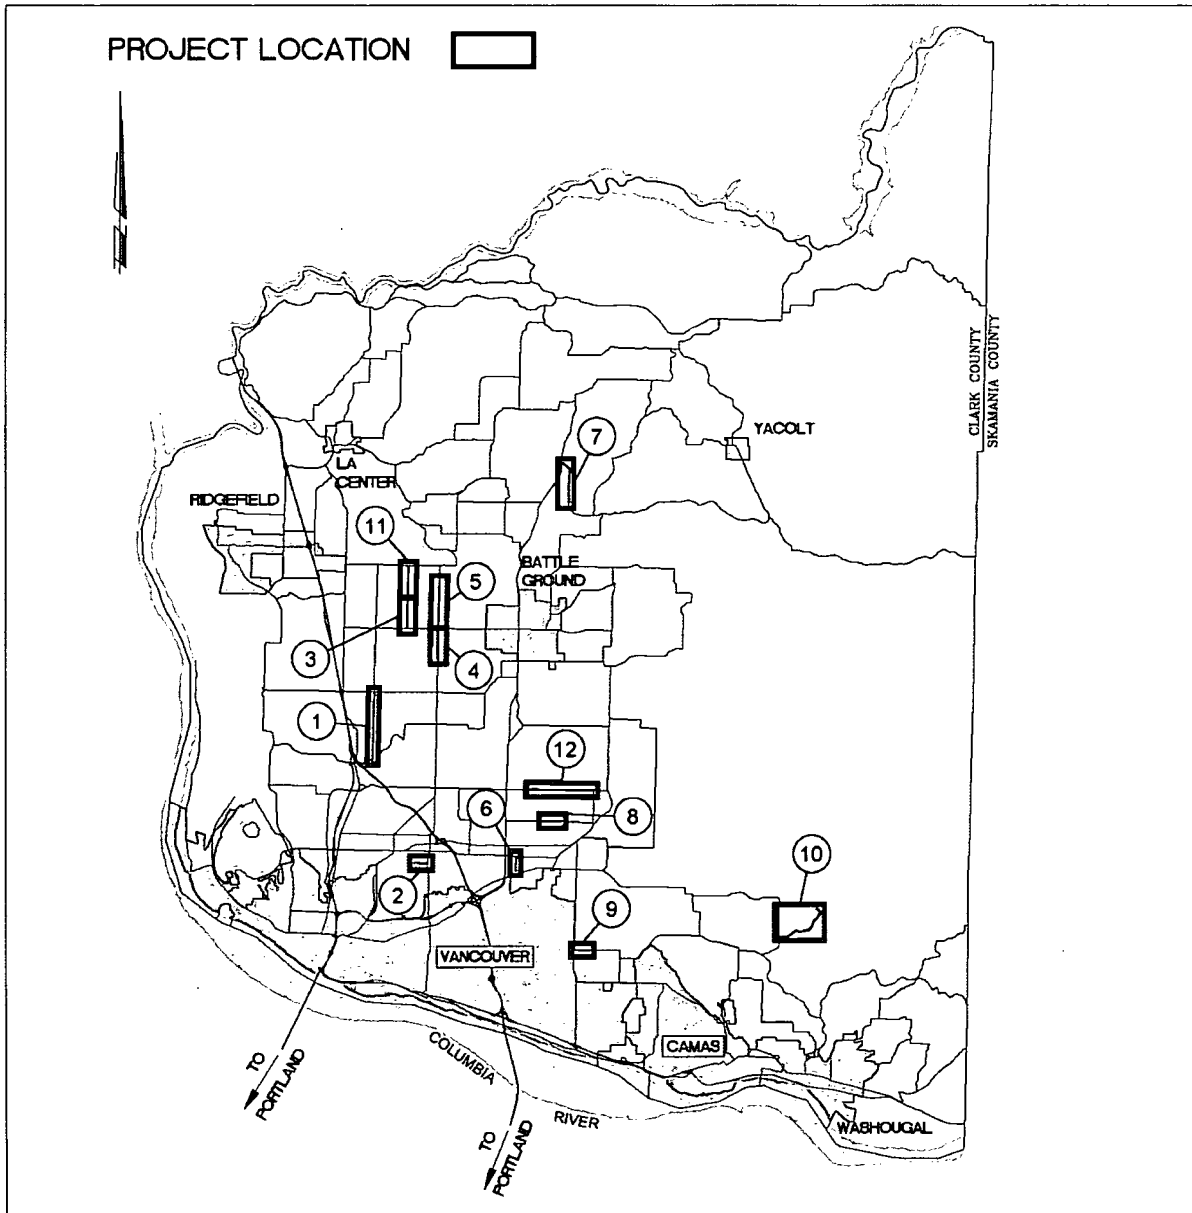 PROJECT LOCATION
N
CLARK COUNTY
SKAMANIA COUNTY
YACOLT
7
LA
CENTER
RIDGEFIELD
11
BATTLE
GROUND
5
3
4
1
12
6
8
10
2
9
VANCOUVER
CAMAS
COLUMBIA
RIVER
TO
PORTLAND
TO
PORTLAND
WASHOUGAL